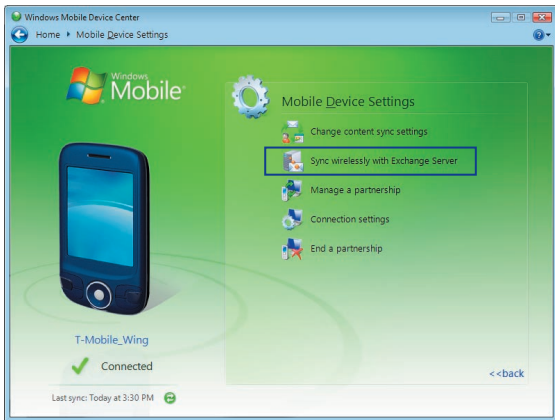 Windows Mobile Device Center
Home ▸ Mobile Device Settings
Windows
Mobile
Mobile Device Settings
Change content sync settings
Sync wirelessly with Exchange Server
Manage a partnership
Connection settings
End a partnership
T-Mobile_Wing
Connected
<<back
Last sync: Today at 3:30 PM